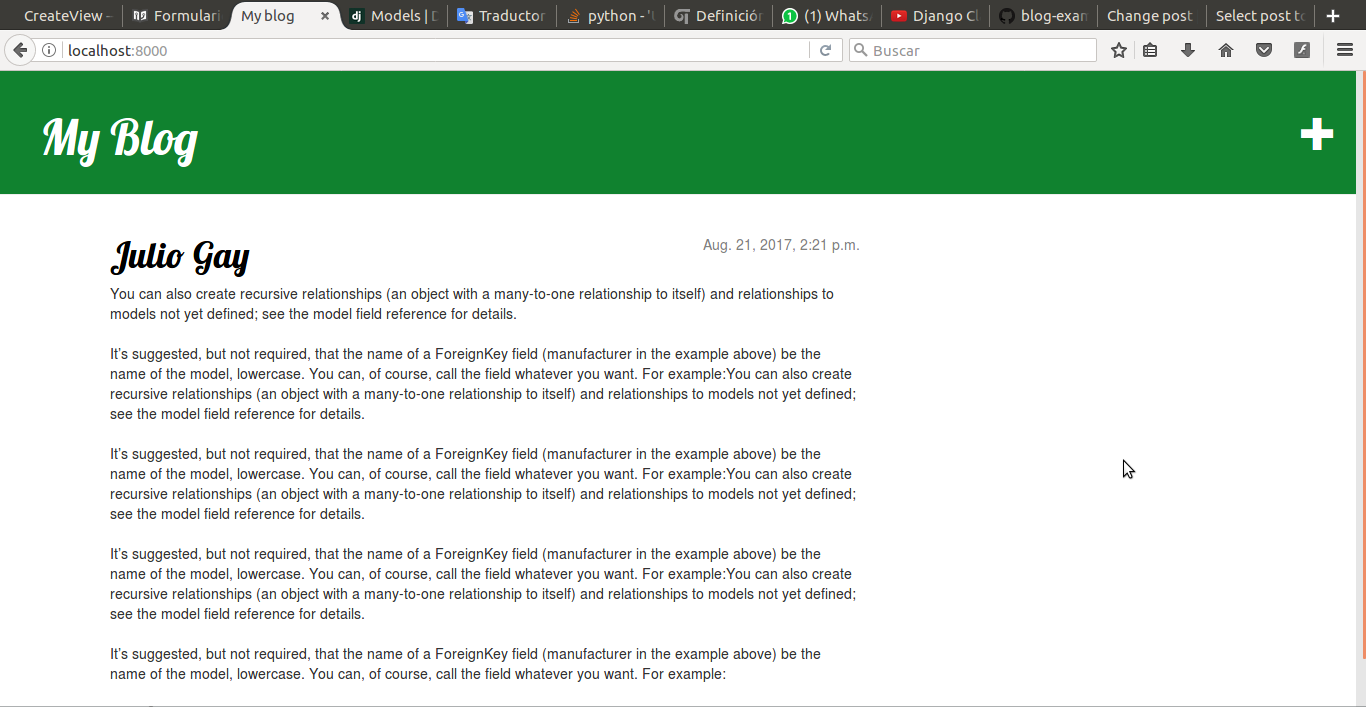 CreateView - Formulari My blog × Models | D Traductor python - 'U Definición (1) Whats Django Cl blog-exam Change post Select post to
localhost:8000 Buscar
My Blog
Julio Gay Aug. 21, 2017, 2:21 p.m.
You can also create recursive relationships (an object with a many-to-one relationship to itself) and relationships to
models not yet defined; see the model field reference for details.
It's suggested, but not required, that the name of a ForeignKey field (manufacturer in the example above) be the
name of the model, lowercase. You can, of course, call the field whatever you want. For example:You can also create
recursive relationships (an object with a many-to-one relationship to itself) and relationships to models not yet defined;
see the model field reference for details.
It's suggested, but not required, that the name of a ForeignKey field (manufacturer in the example above) be the
name of the model, lowercase. You can, of course, call the field whatever you want. For example:You can also create
recursive relationships (an object with a many-to-one relationship to itself) and relationships to models not yet defined;
see the model field reference for details.
It's suggested, but not required, that the name of a ForeignKey field (manufacturer in the example above) be the
name of the model, lowercase. You can, of course, call the field whatever you want. For example:You can also create
recursive relationships (an object with a many-to-one relationship to itself) and relationships to models not yet defined;
see the model field reference for details.
It's suggested, but not required, that the name of a ForeignKey field (manufacturer in the example above) be the
name of the model, lowercase. You can, of course, call the field whatever you want. For example: